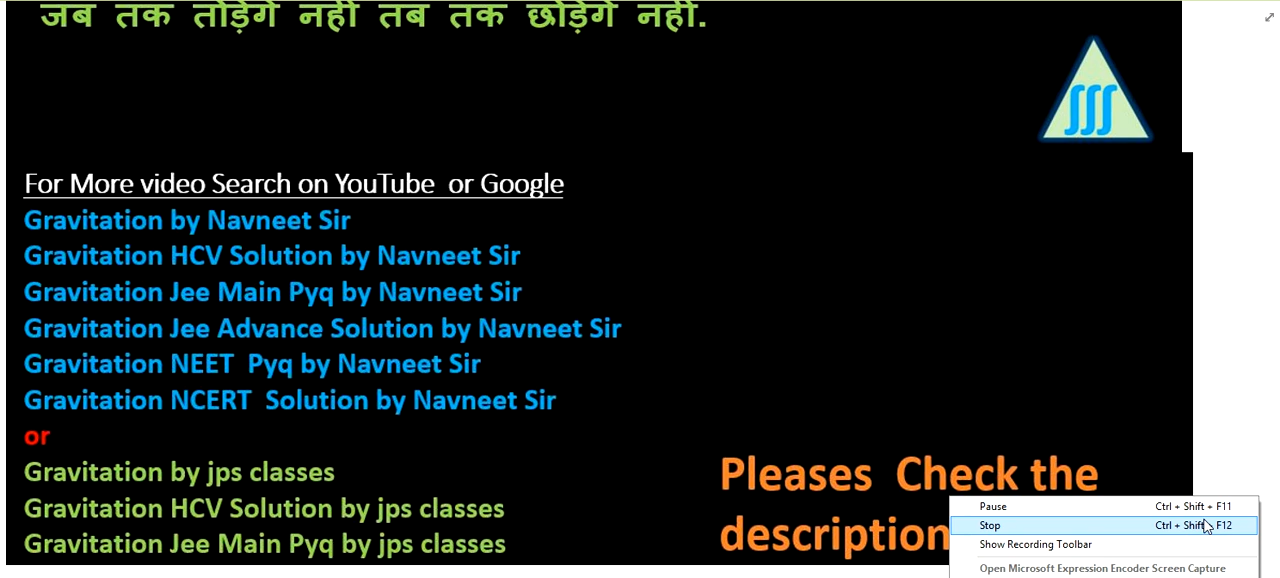 जब तक तोड़ेंगे नहीं तब तक छोड़ेंगे नहीं.
∫∫∫
For More video Search on YouTube or Google
Gravitation by Navneet Sir
Gravitation HCV Solution by Navneet Sir
Gravitation Jee Main Pyq by Navneet Sir
Gravitation Jee Advance Solution by Navneet Sir
Gravitation NEET Pyq by Navneet Sir
Gravitation NCERT Solution by Navneet Sir
or
Gravitation by jps classes
Gravitation HCV Solution by jps classes
Gravitation Jee Main Pyq by jps classes
Pleases Check the
description
Pause Ctrl + Shift + F11
Stop Ctrl + Shift F12
Show Recording Toolbar
Open Microsoft Expression Encoder Screen Capture